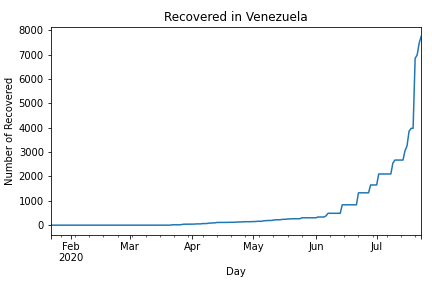 Recovered in Venezuela
Number of Recovered
8000
7000
6000
5000
4000
3000
2000
1000
0
Feb Mar Apr May Jun Jul
2020
Day